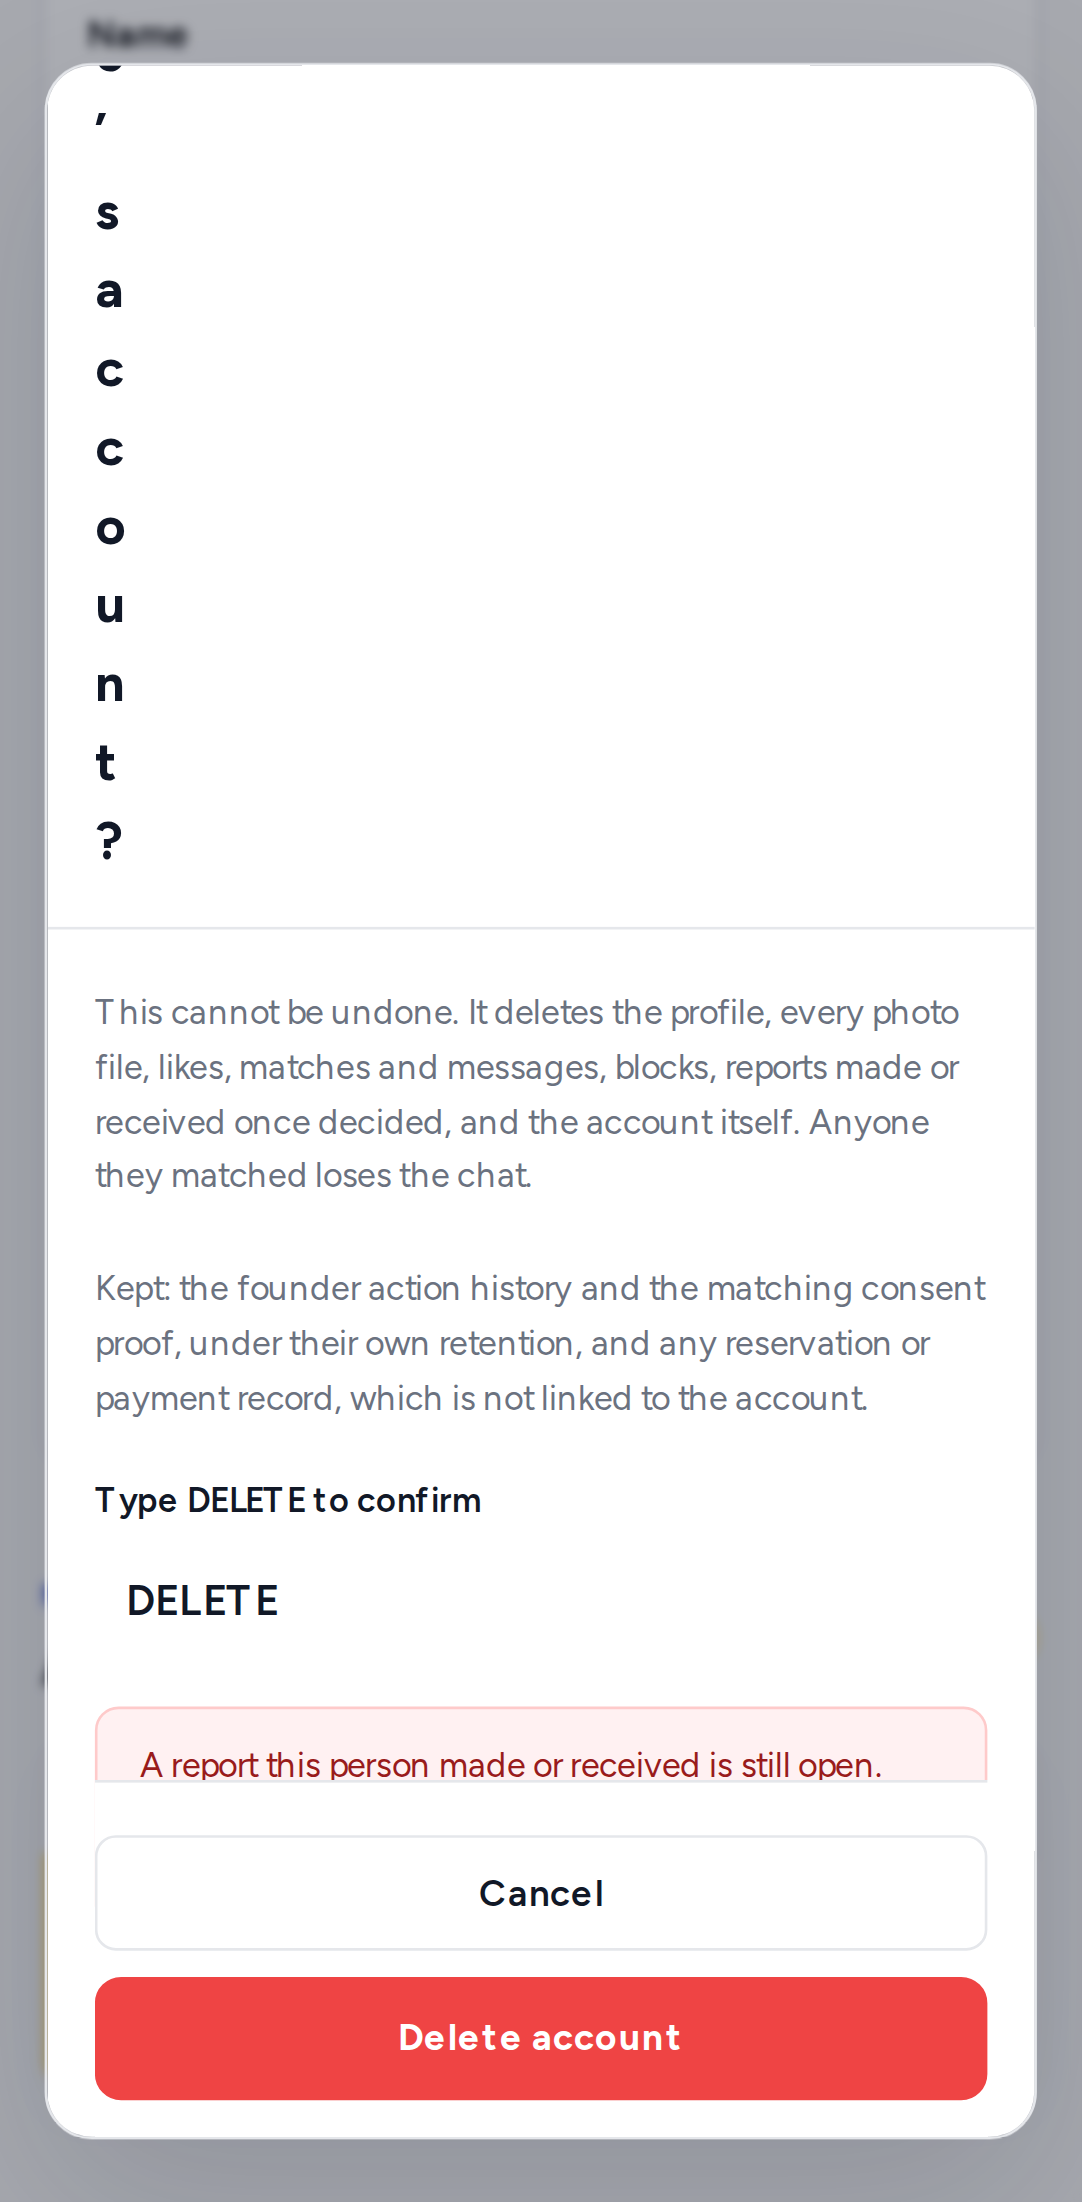 Name
’
s
a
c
c
o
u
n
t
?
This cannot be undone. It deletes the profile, every photo
file, likes, matches and messages, blocks, reports made or
received once decided, and the account itself. Anyone
they matched loses the chat.
Kept: the founder action history and the matching consent
proof, under their own retention, and any reservation or
payment record, which is not linked to the account.
Type DELETE to confirm
DELETE
A report this person made or received is still open.
Cancel
Delete account